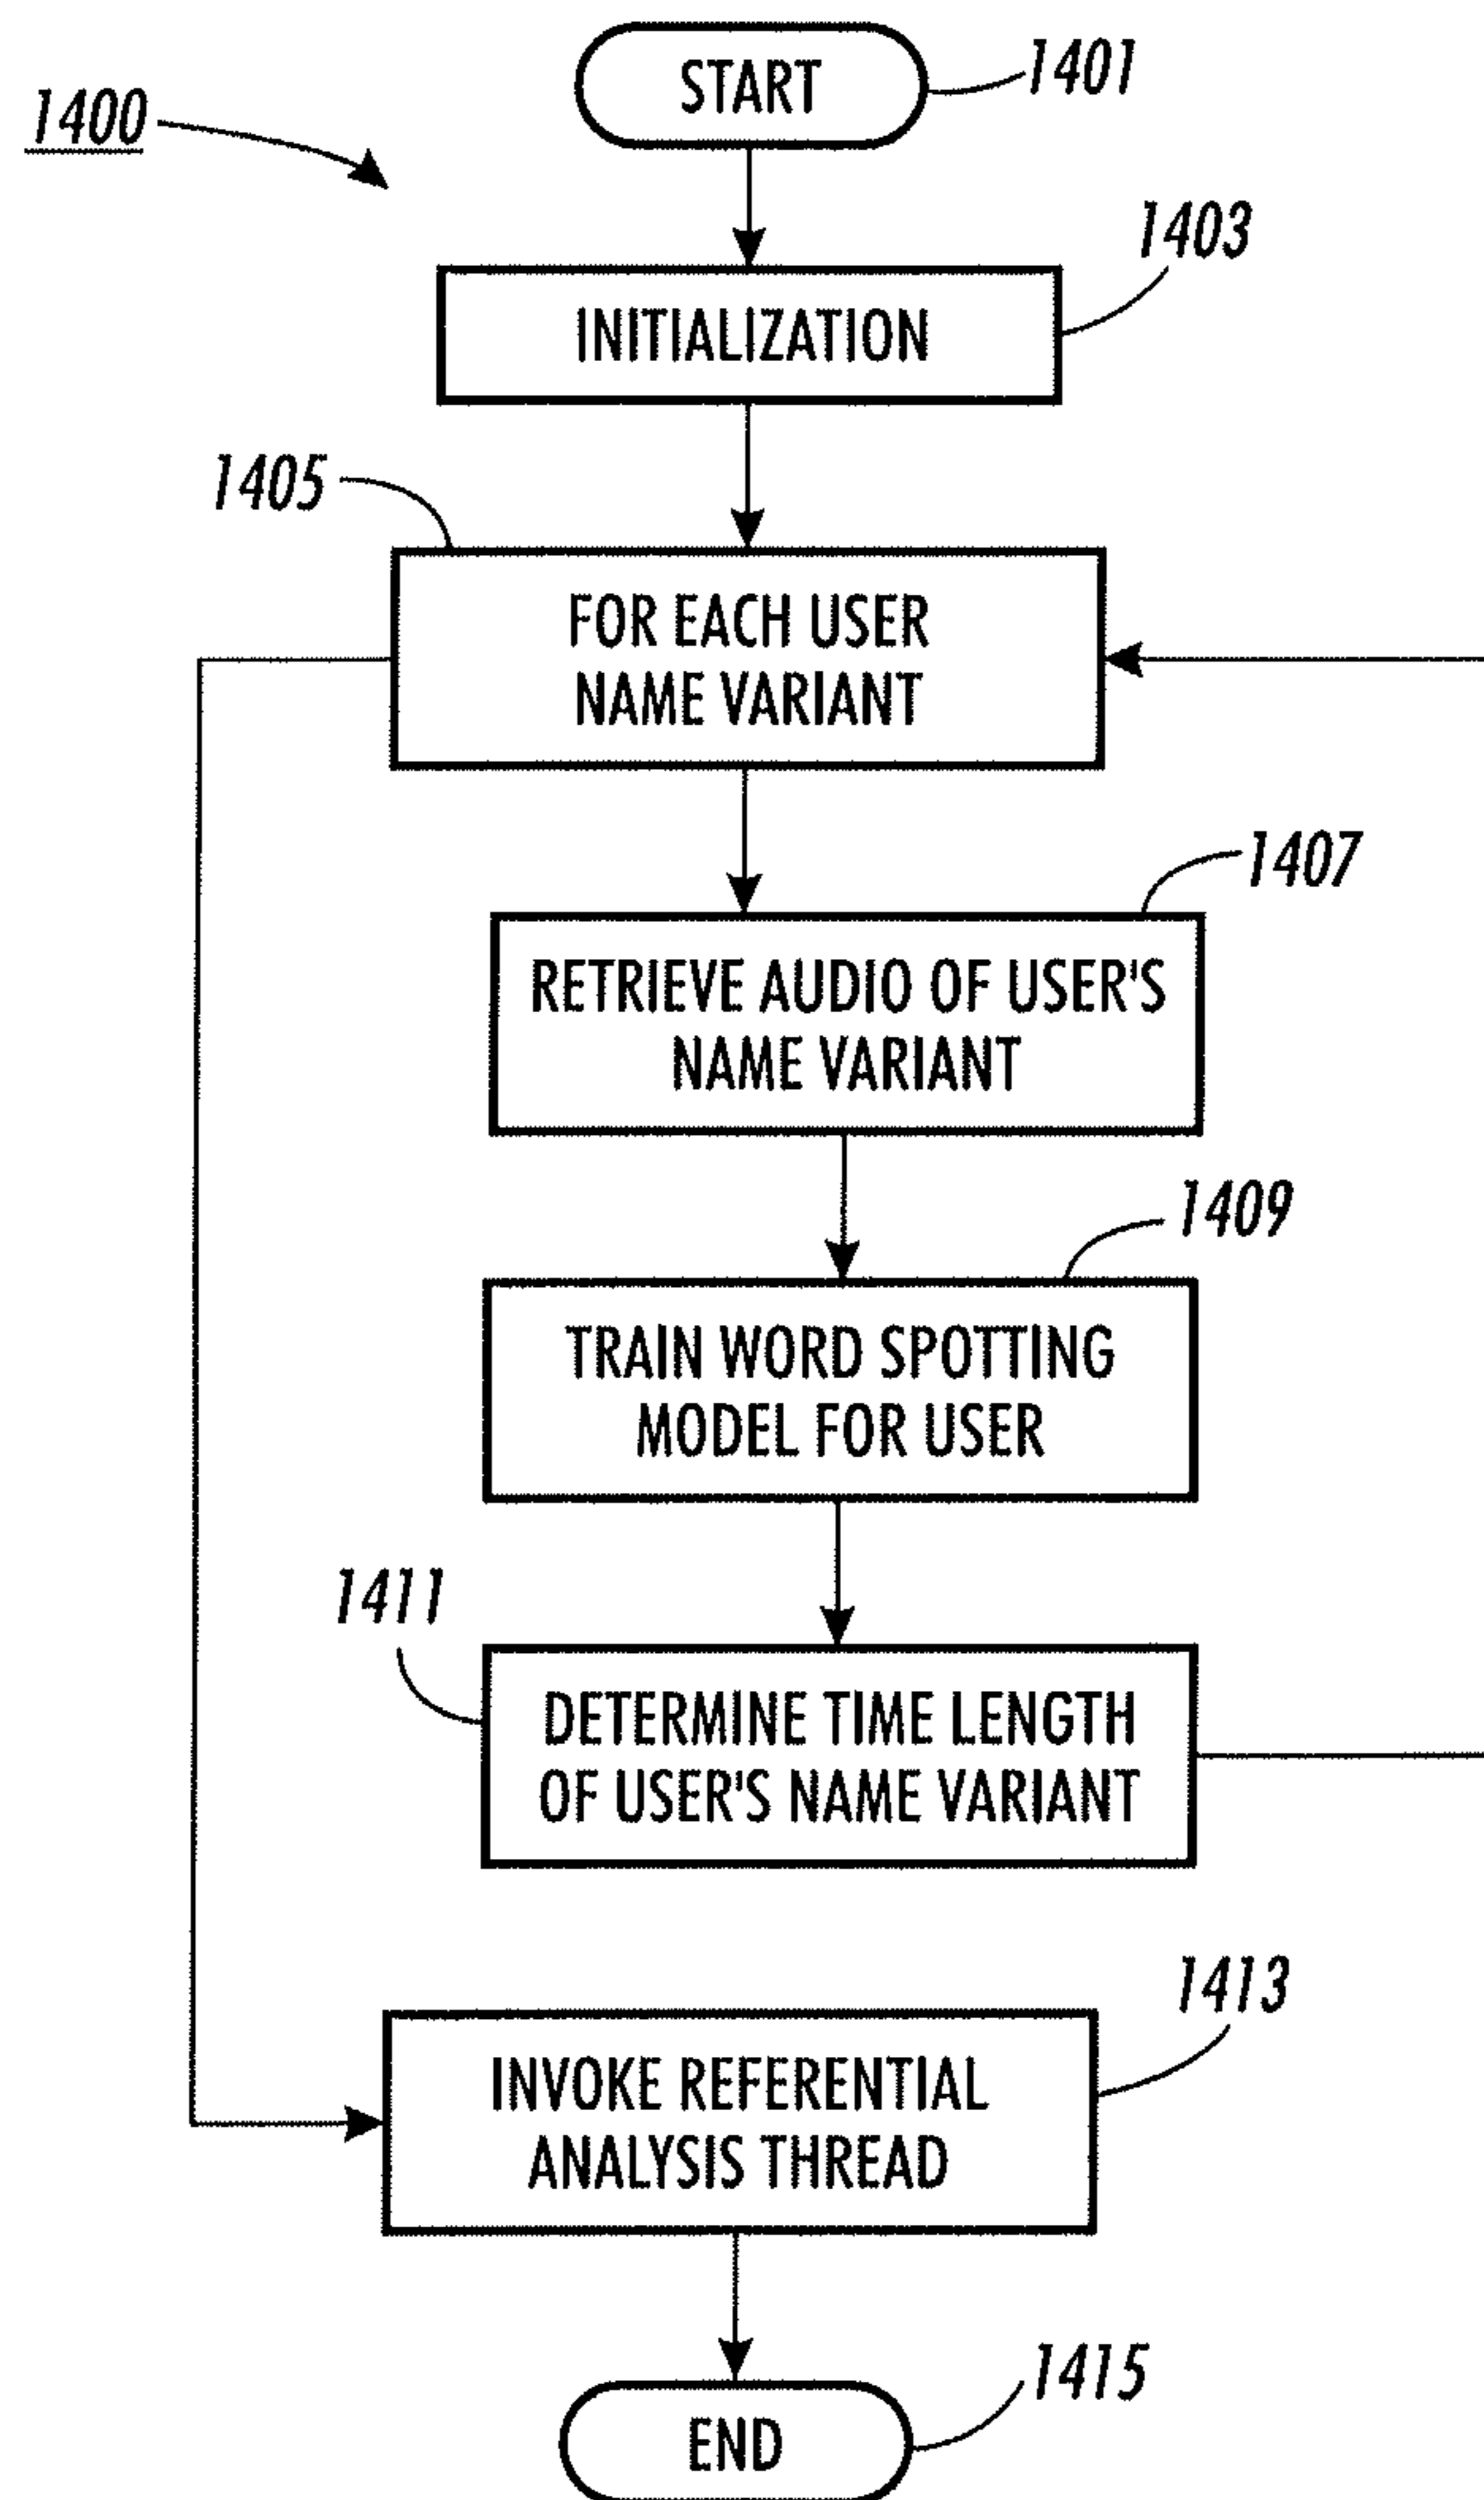 START
1401
1400
1403
INITIALIZATION
1405
FOR EACH USER
NAME VARIANT
1407
RETRIEVE AUDIO OF USER'S
NAME VARIANT
1409
TRAIN WORD SPOTTING
MODEL FOR USER
1411
DETERMINE TIME LENGTH
OF USER'S NAME VARIANT
1413
INVOKE REFERENTIAL
ANALYSIS THREAD
1415
END